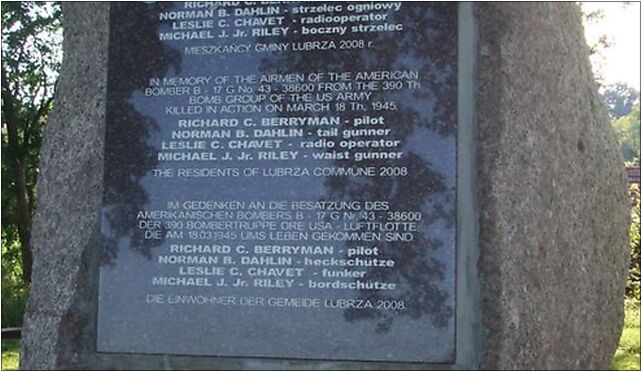 RICHARD C.
NORMAN B. DAHLIN - strzelec ogniowy
LESLIE C. CHAVET - radiooperator
MICHAEL J. Jr. RILEY - boczny strzelec
MIESZKAŃCY GMINY LUBRZA 2008 r.
IN MEMORY OF THE AIRMEN OF THE AMERICAN
BOMBER B - 17 G No 43 - 38600 FROM THE 390 Th
BOMB GROUP OF THE US ARMY
KILLED IN ACTION ON MARCH 18 Th, 1945.
RICHARD C. BERRYMAN - pilot
NORMAN B. DAHLIN - tail gunner
LESLIE C. CHAVET - radio operator
MICHAEL J. Jr. RILEY - waist gunner
THE RESIDENTS OF LUBRZA COMMUNE 2008
IM GEDENKEN AN DIE BESATZUNG DES
AMERIKANISCHEN BOMBERS B - 17 G Nr 43 - 38600
DER 390 BOMBERTRUPPE DRE USA - LUFTFLOTTE
DIE AM 18.03.1945 UMS LEBEN GEKOMMEN SIND
RICHARD C. BERRYMAN - pilot
NORMAN B. DAHLIN - heckschütze
LESLIE C. CHAVET - funker
MICHAEL J. Jr. RILEY - bordschütze
DIE EINWOHNER DER GEMEIDE LUBRZA 2008.